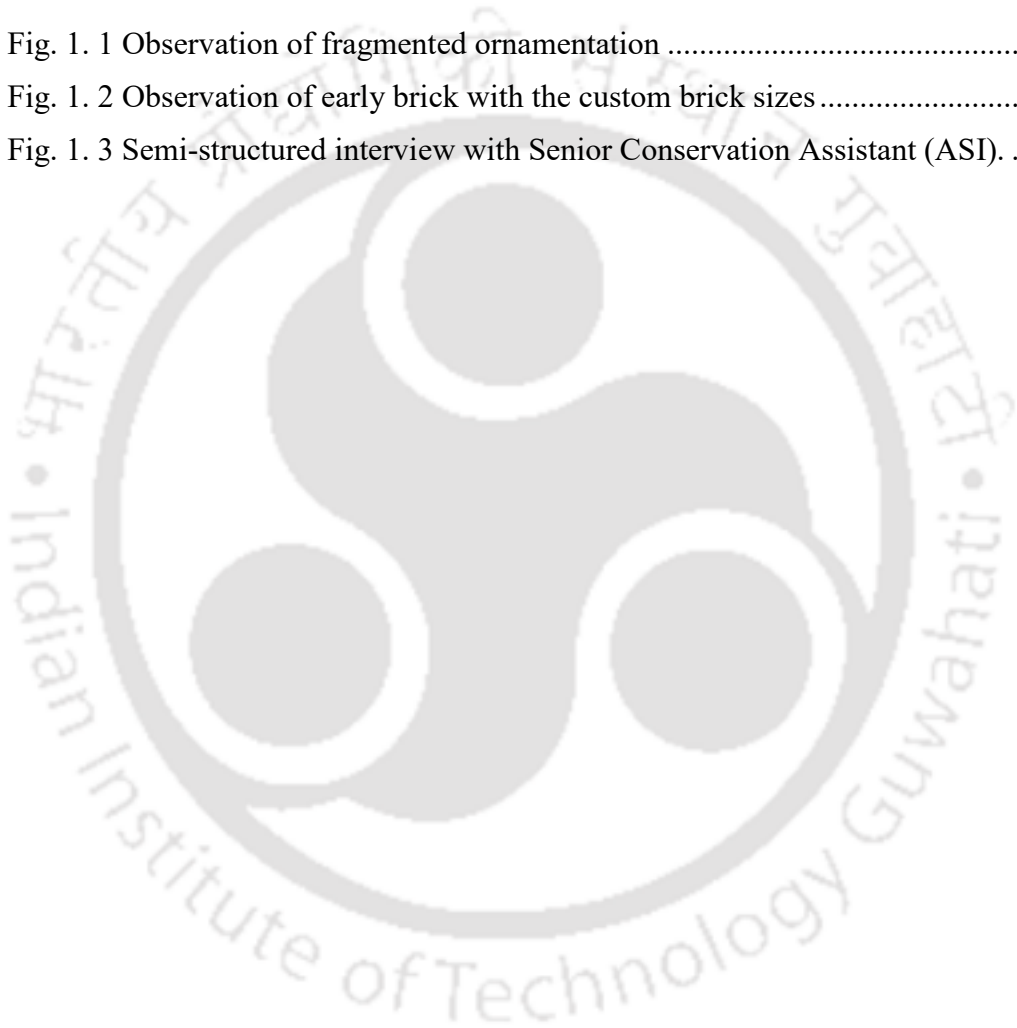 Fig. 1. 1 Observation of fragmented ornamentation ......................................
Fig. 1. 2 Observation of early brick with the custom brick sizes ......................
Fig. 1. 3 Semi-structured interview with Senior Conservation Assistant (ASI). .
भारतीय प्रौद्योगिकी संस्थान गुवाहाटी
Indian Institute of Technology Guwahati